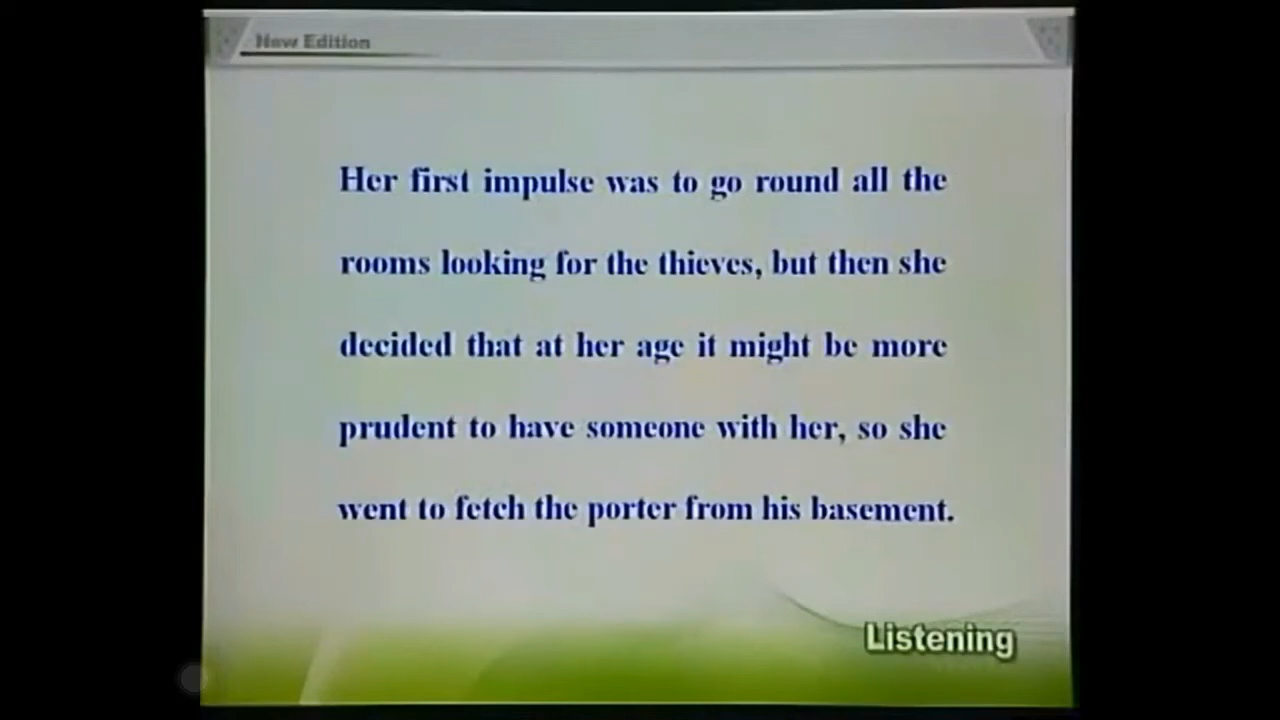 New Edition
Her first impulse was to go round all the
rooms looking for the thieves, but then she
decided that at her age it might be more
prudent to have someone with her, so she
went to fetch the porter from his basement.
Listening